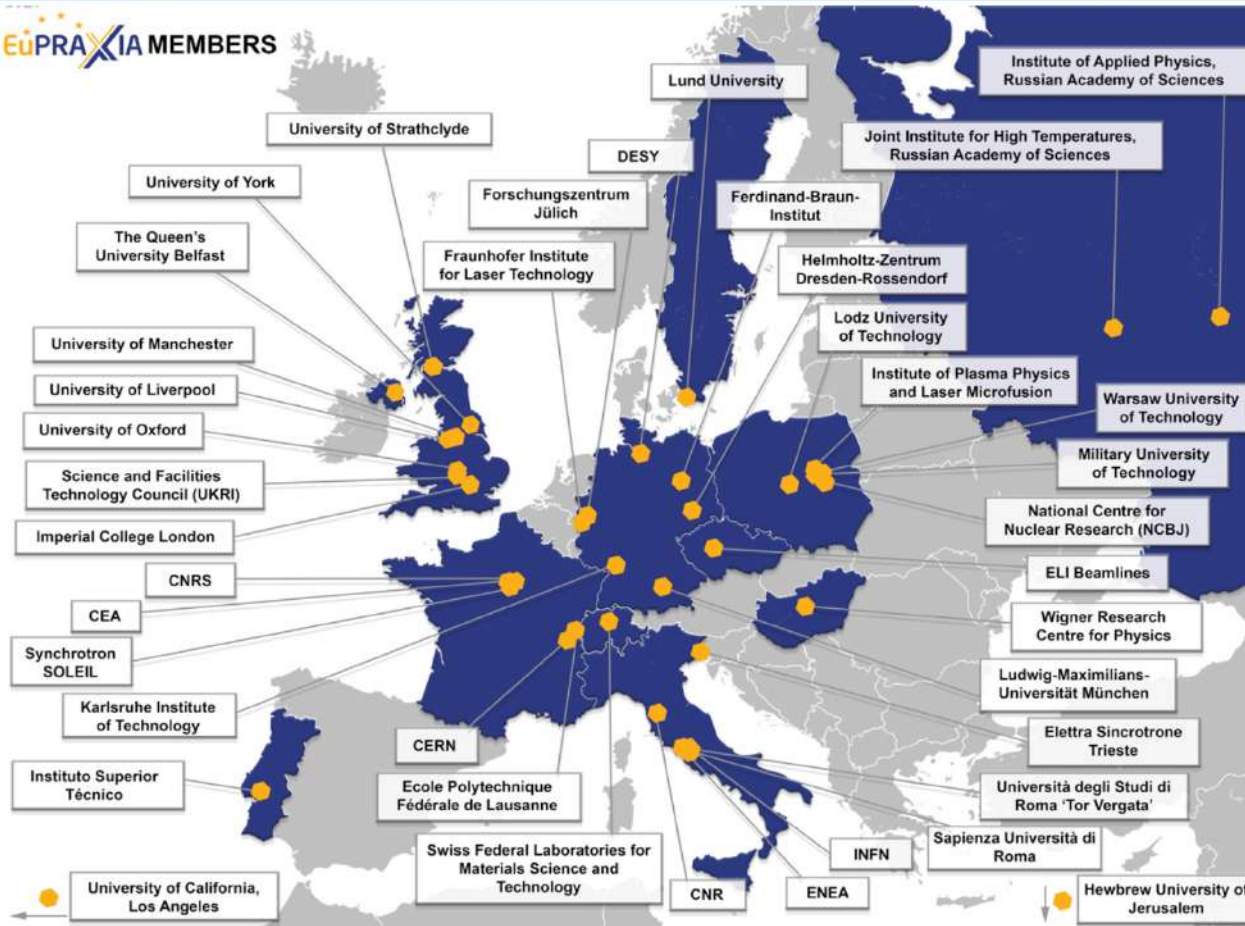 EuPRAXIA MEMBERS
Lund University
Institute of Applied Physics,
Russian Academy of Sciences
University of Strathclyde
Joint Institute for High Temperatures,
Russian Academy of Sciences
DESY
University of York
Forschungszentrum
Jülich
Ferdinand-Braun-
Institut
The Queen's
University Belfast
Fraunhofer Institute
for Laser Technology
Helmholtz-Zentrum
Dresden-Rossendorf
Lodz University
of Technology
University of Manchester
Institute of Plasma Physics
and Laser Microfusion
University of Liverpool
Warsaw University
of Technology
University of Oxford
Military University
of Technology
Science and Facilities
Technology Council (UKRI)
National Centre for
Nuclear Research (NCBJ)
Imperial College London
ELI Beamlines
CNRS
CEA
Wigner Research
Centre for Physics
Synchrotron
SOLEIL
Ludwig-Maximilians-
Universität München
Karlsruhe Institute
of Technology
CERN
Elettra Sincrotrone
Trieste
Instituto Superior
Técnico
Ecole Polytechnique
Fédérale de Lausanne
Università degli Studi di
Roma 'Tor Vergata'
Swiss Federal Laboratories for
Materials Science and
Technology
INFN
Sapienza Università di
Roma
CNR
ENEA
University of California,
Los Angeles
Hewbrew University of
Jerusalem